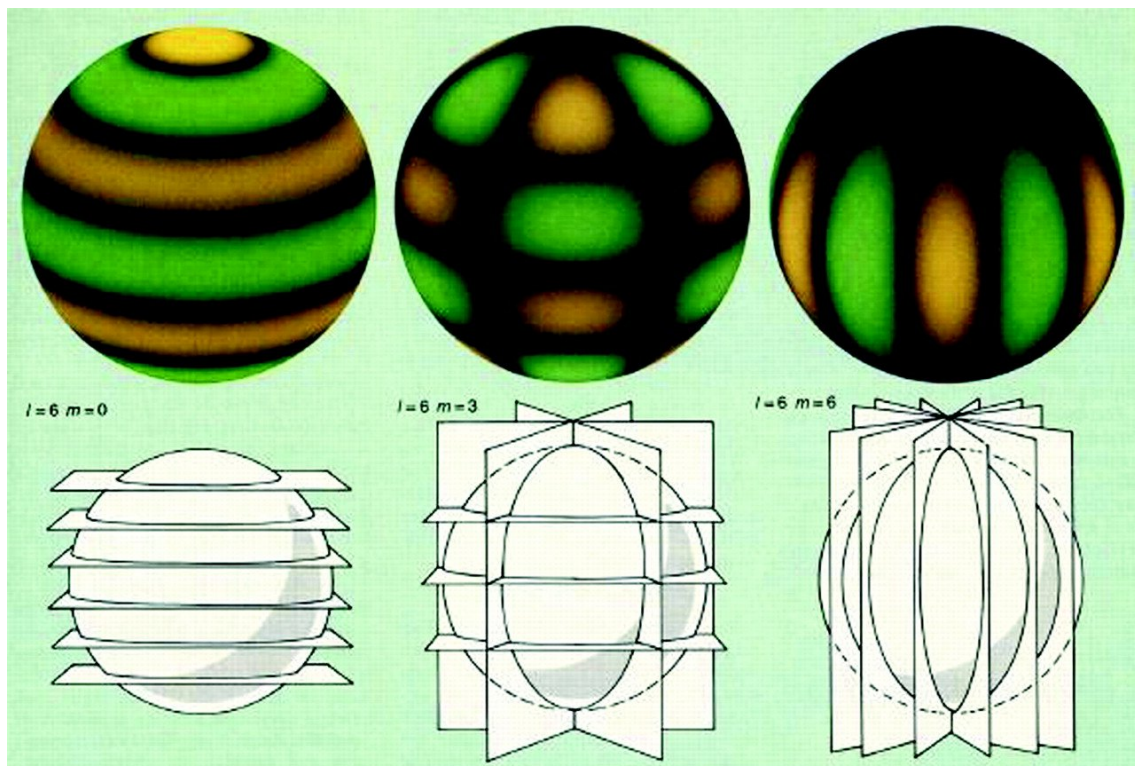 l = 6 m = 0
l = 6 m = 3
l = 6 m = 6